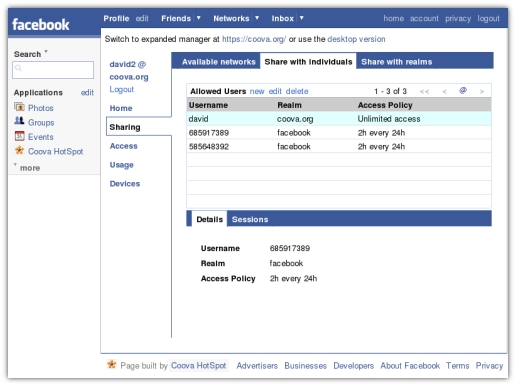 facebook
Profile edit Friends Networks Inbox home account privacy logout
Search
Applications edit
Photos
Groups
Events
Coova HotSpot
more
Switch to expanded manager at https://coova.org/ or use the desktop version
david2 @
coova.org
Logout
Home
Sharing
Access
Usage
Devices
Available networks Share with individuals Share with realms
Allowed Users new edit delete 1 - 3 of 3 << < @ >
Username Realm Access Policy
david coova.org Unlimited access
685917389 facebook 2h every 24h
585648392 facebook 2h every 24h
Details Sessions
Username 685917389
Realm facebook
Access Policy 2h every 24h
Page built by Coova HotSpot Advertisers Businesses Developers About Facebook Terms Privacy